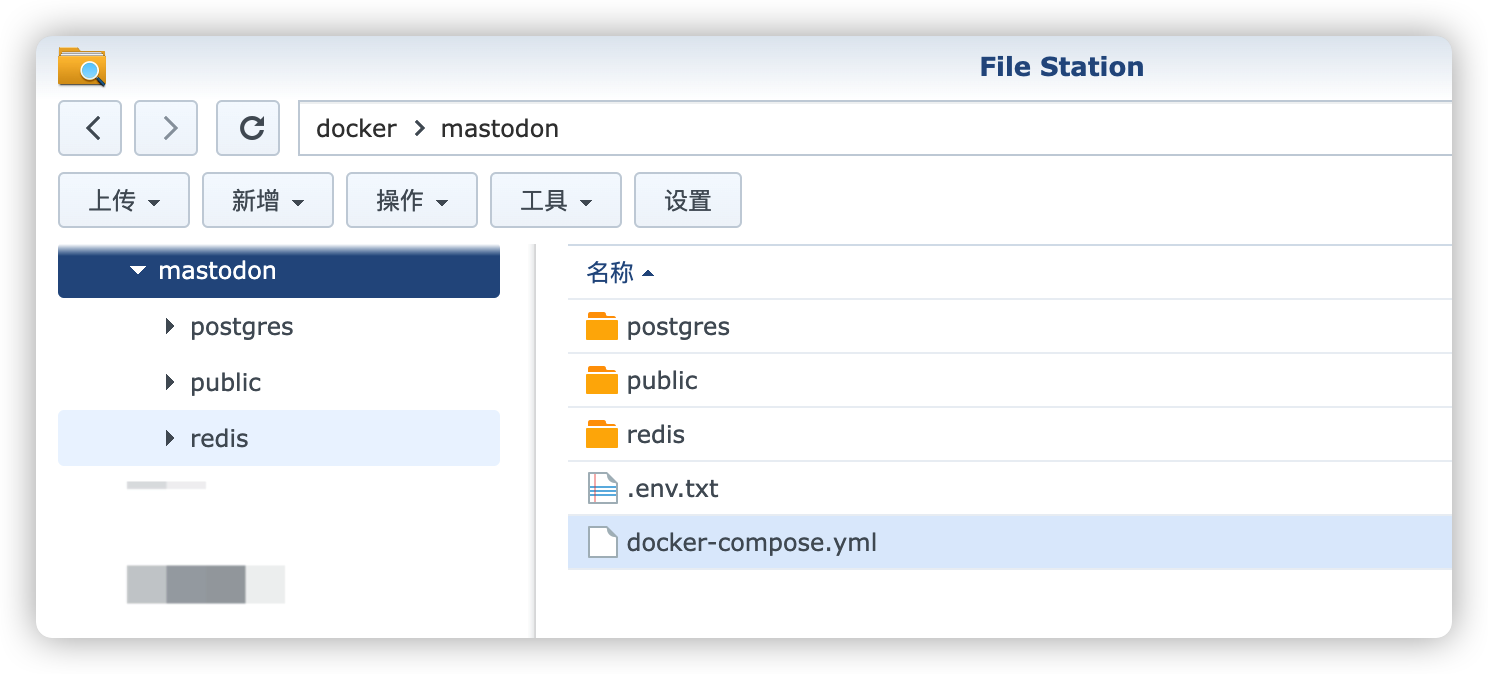 File Station
docker > mastodon
上传 新增 操作 工具 设置
mastodon
postgres
public
redis
名称
postgres
public
redis
.env.txt
docker-compose.yml